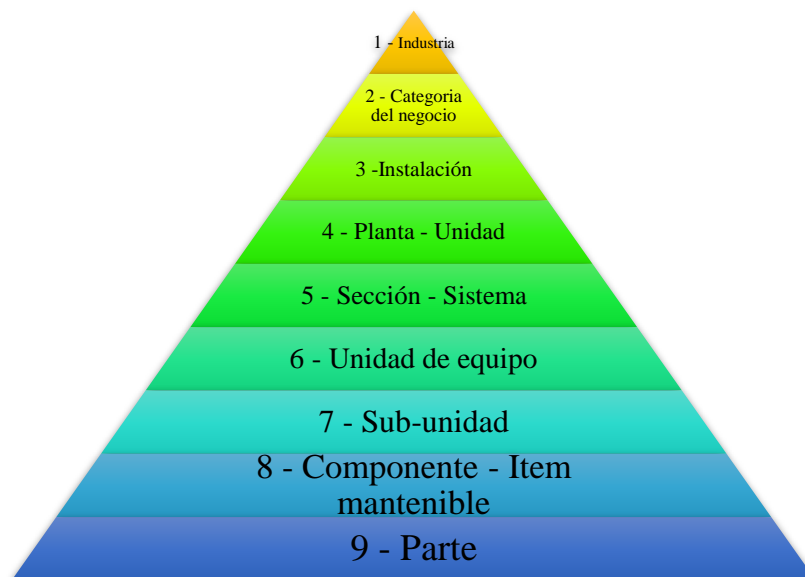 1 - Industria
2 - Categoria
del negocio
3 -Instalación
4 - Planta - Unidad
5 - Sección - Sistema
6 - Unidad de equipo
7 - Sub-unidad
8 - Componente - Item
mantenible
9 - Parte